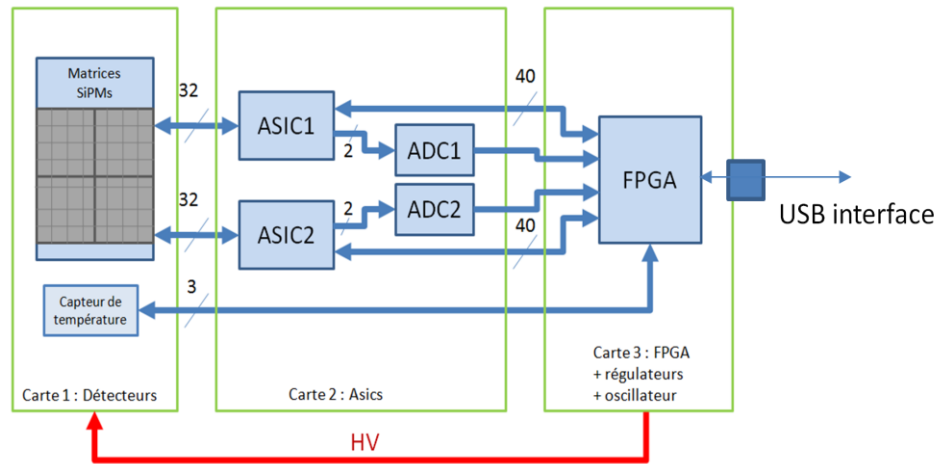 Matrices
SiPMs
32
32
ASIC1
2
ADC1
40
ASIC2
2
ADC2
40
FPGA
USB interface
Capteur de
température
3
Carte 1 : Détecteurs
Carte 2 : Asics
Carte 3 : FPGA
+ régulateurs
+ oscillateur
HV